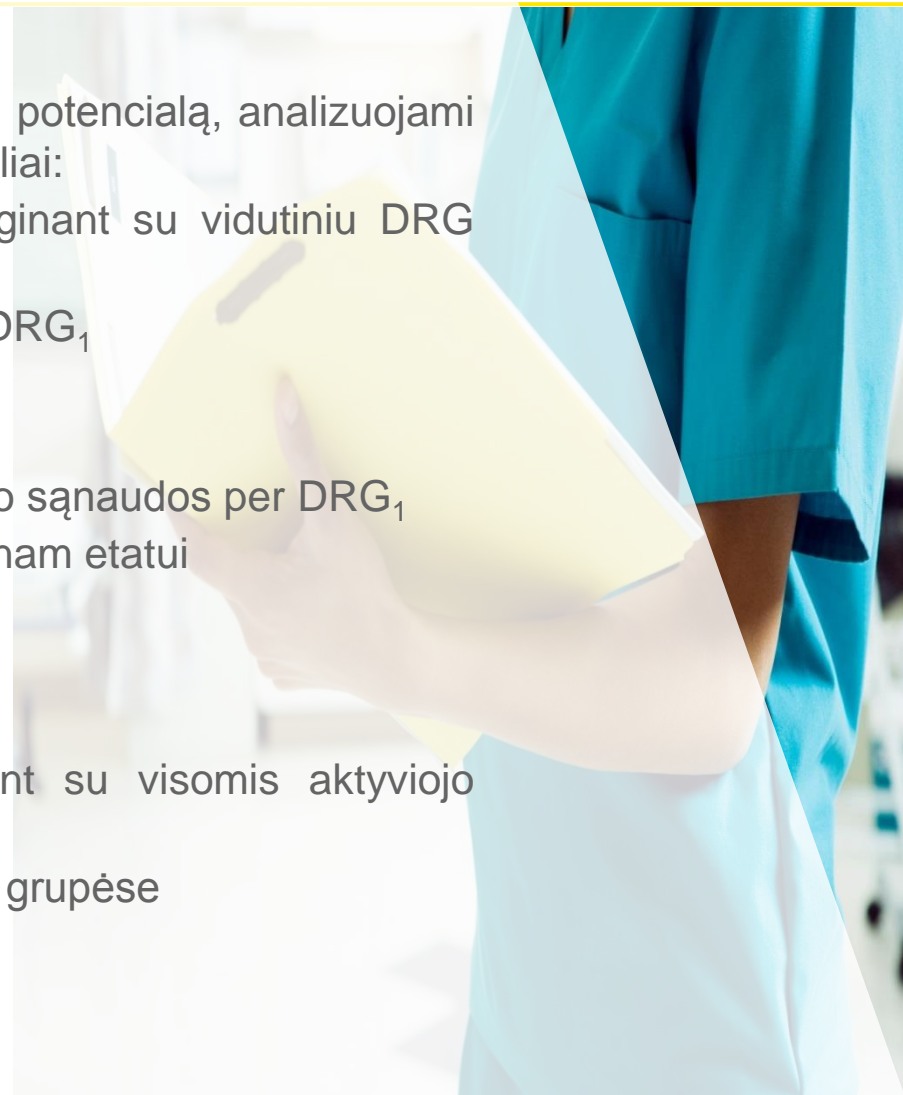 potencialą, analizuojami
liai:
ginant su vidutiniu DRG
DRG₁
o sąnaudos per DRG₁
nam etatui
nt su visomis aktyviojo
grupėse